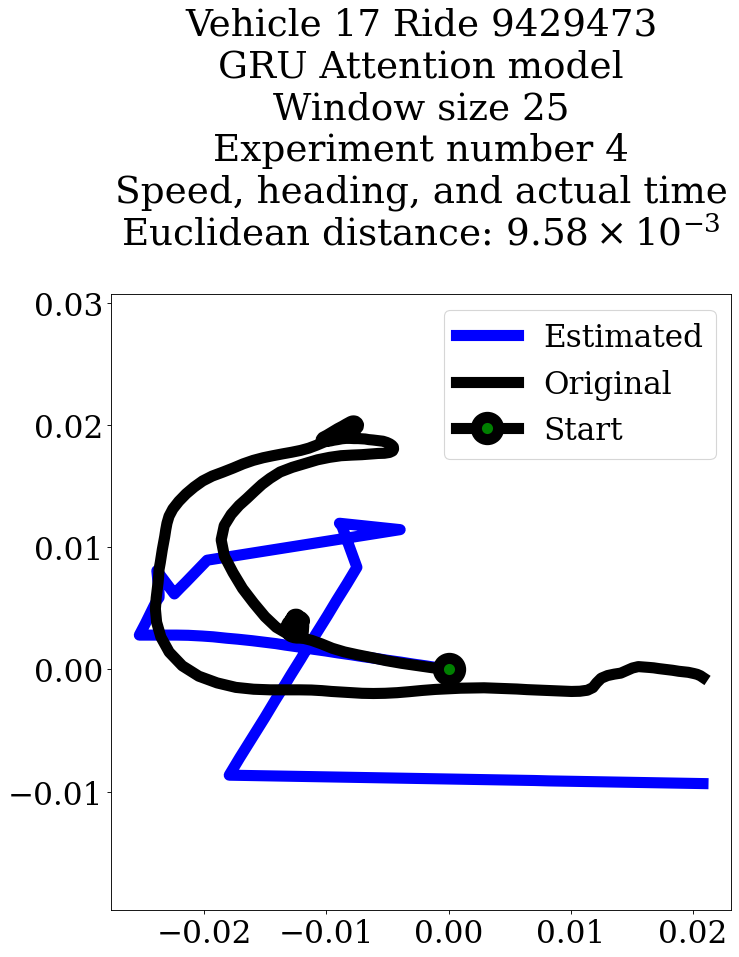 Vehicle 17 Ride 9429473
GRU Attention model
Window size 25
Experiment number 4
Speed, heading, and actual time
Euclidean distance: 9.58 × 10⁻³
0.03
0.02
0.01
0.00
−0.01
Estimated
Original
Start
−0.02 −0.01 0.00 0.01 0.02